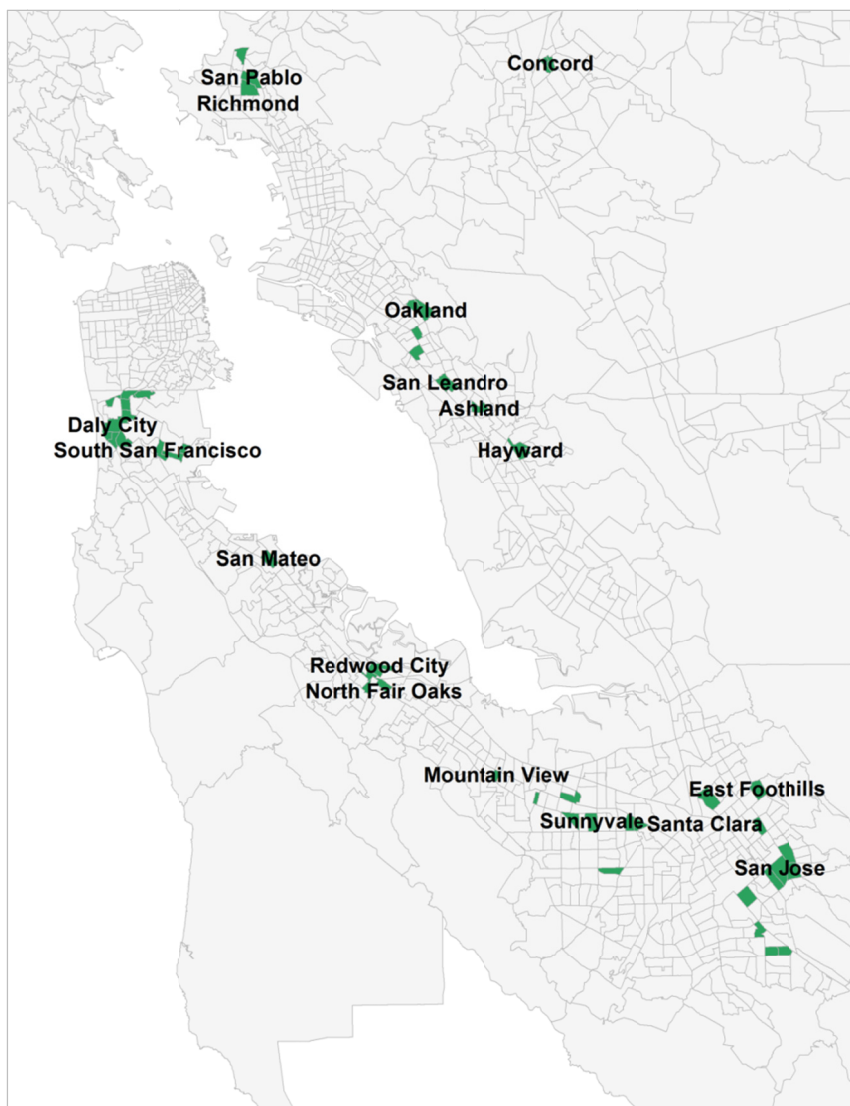 Concord
San Pablo
Richmond
Oakland
San Leandro
Ashland
Daly City
South San Francisco
Hayward
San Mateo
Redwood City
North Fair Oaks
Mountain View
East Foothills
Sunnyvale
Santa Clara
San Jose